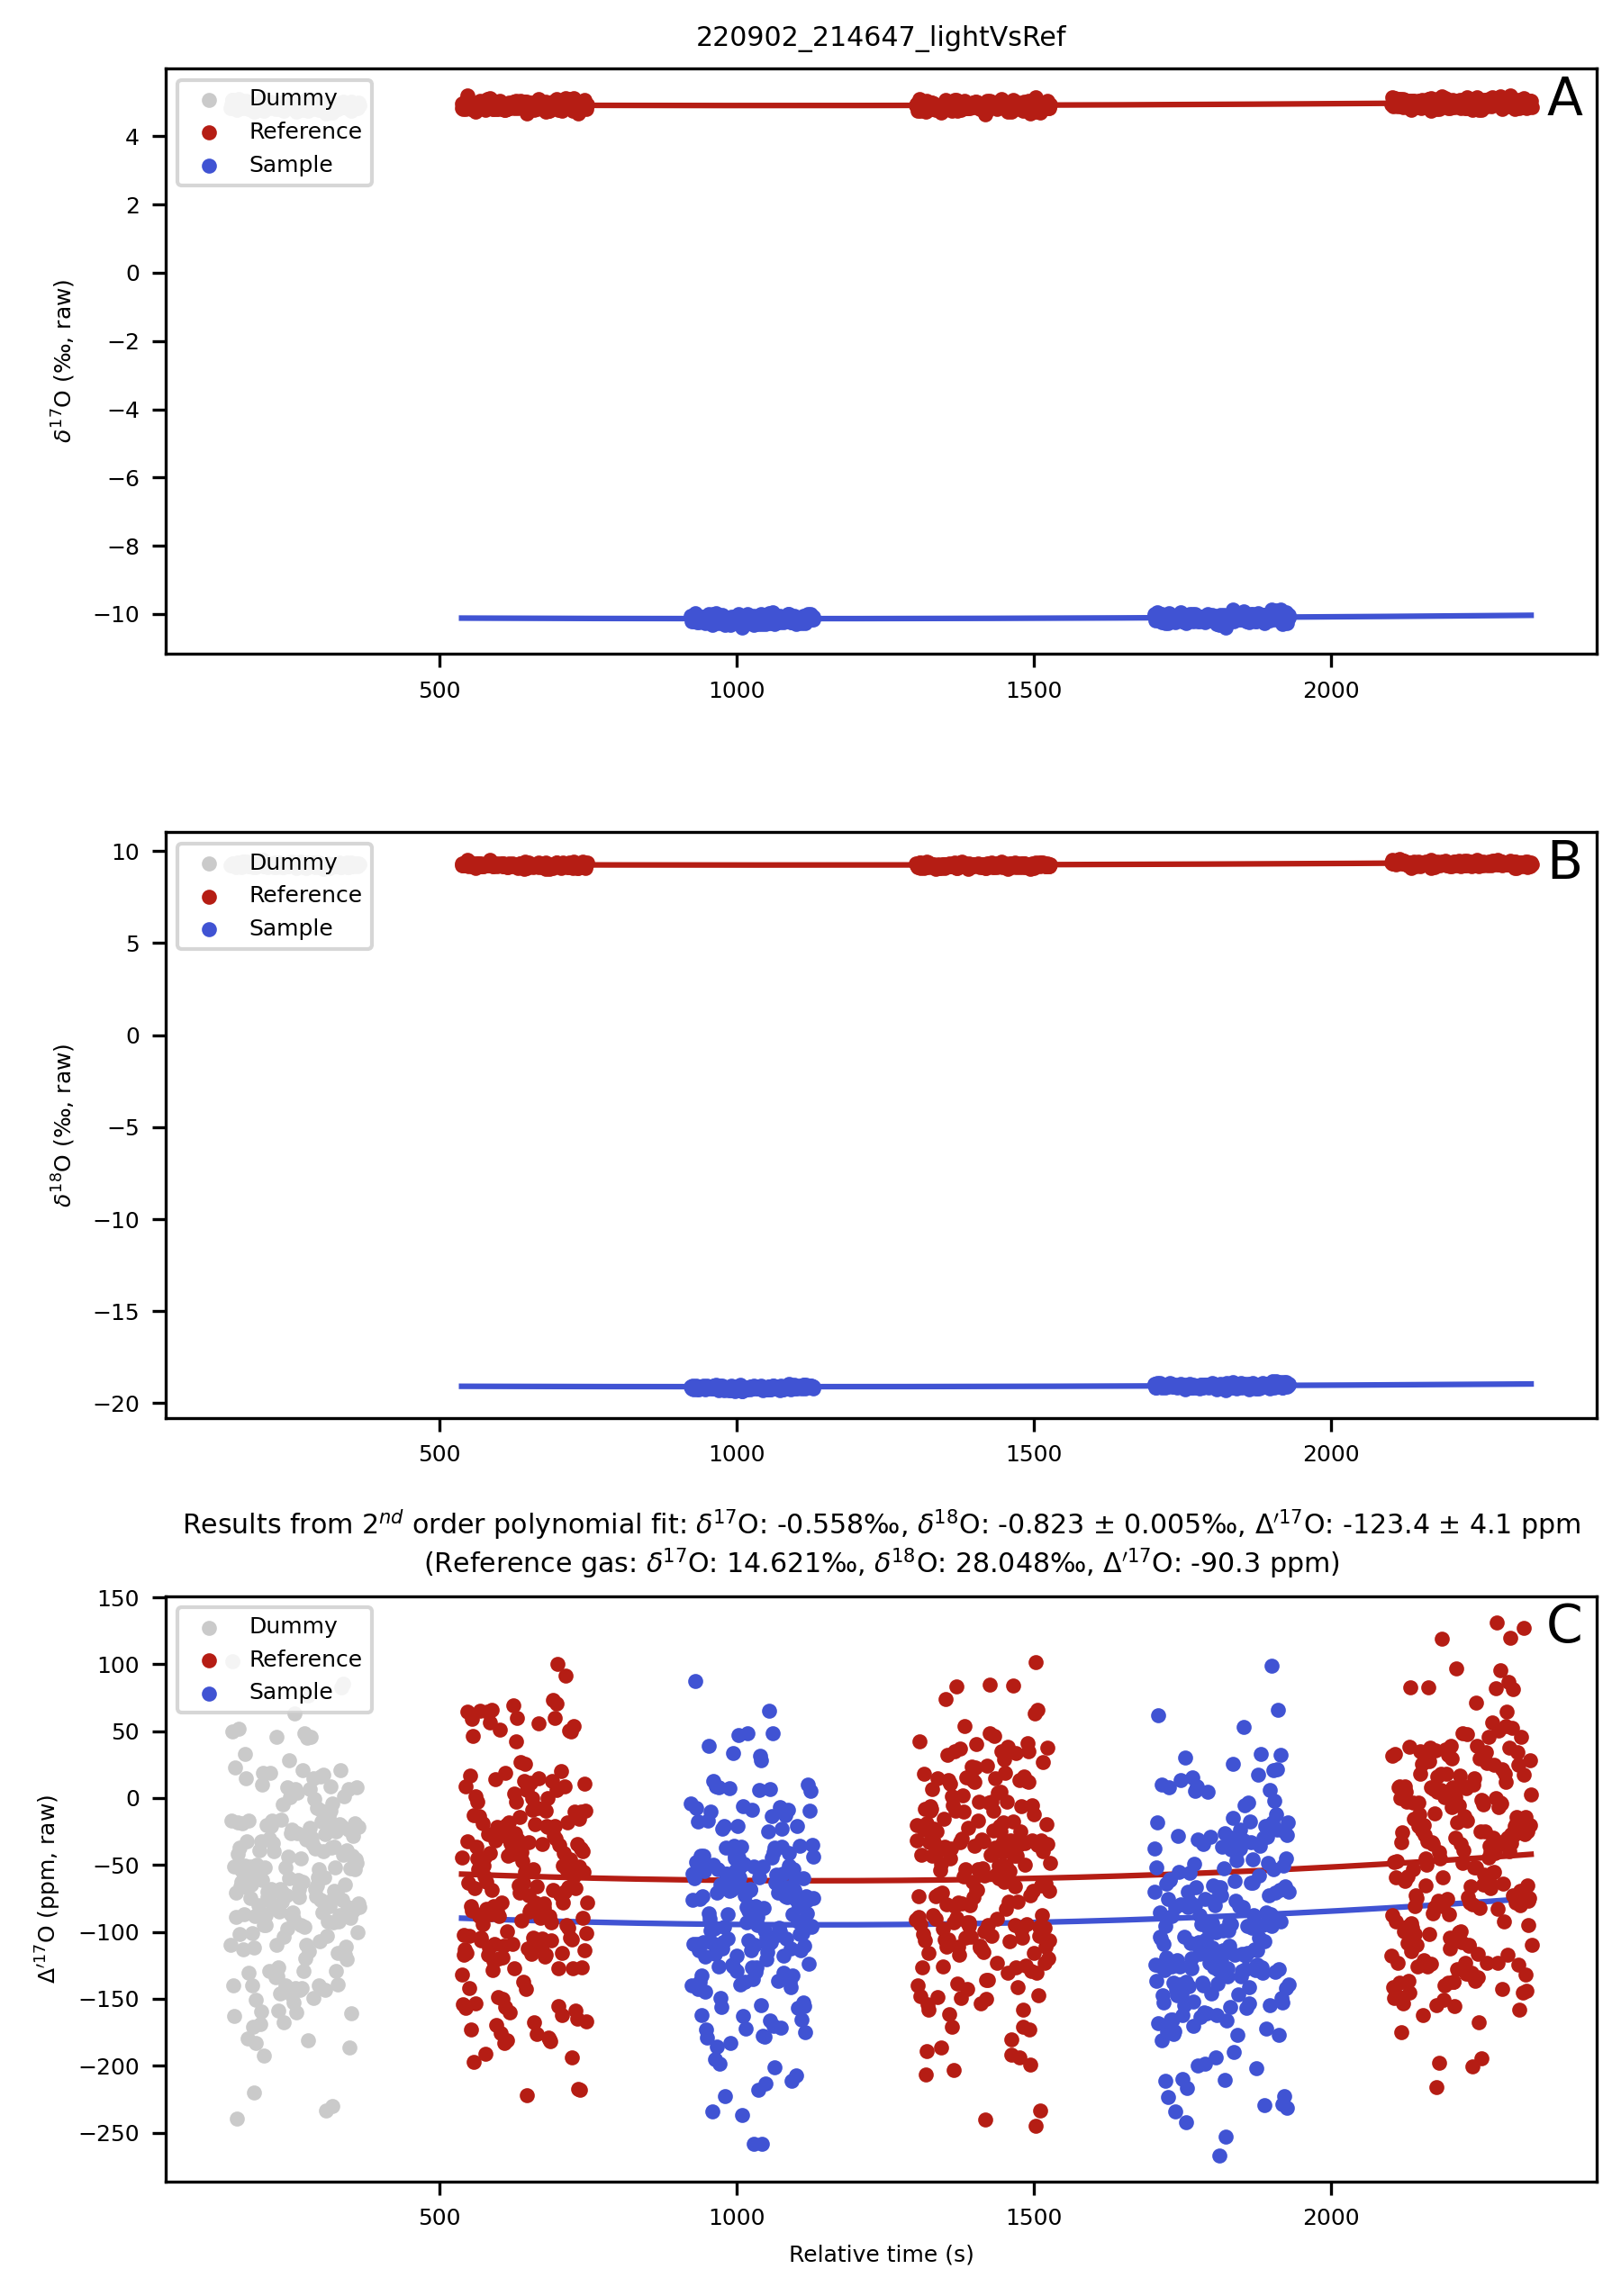 220902_214647_lightVsRef
A
Dummy
Reference
Sample
4
2
0
−2
−4
−6
−8
−10
δ¹⁷O (‰, raw)
500 1000 1500 2000
B
Dummy
Reference
Sample
10
5
0
−5
−10
−15
−20
δ¹⁸O (‰, raw)
500 1000 1500 2000
Results from 2ⁿᵈ order polynomial fit: δ¹⁷O: -0.558‰, δ¹⁸O: -0.823 ± 0.005‰, Δ′¹⁷O: -123.4 ± 4.1 ppm
(Reference gas: δ¹⁷O: 14.621‰, δ¹⁸O: 28.048‰, Δ′¹⁷O: -90.3 ppm)
C
Dummy
Reference
Sample
150
100
50
0
−50
−100
−150
−200
−250
Δ′¹⁷O (ppm, raw)
500 1000 1500 2000
Relative time (s)